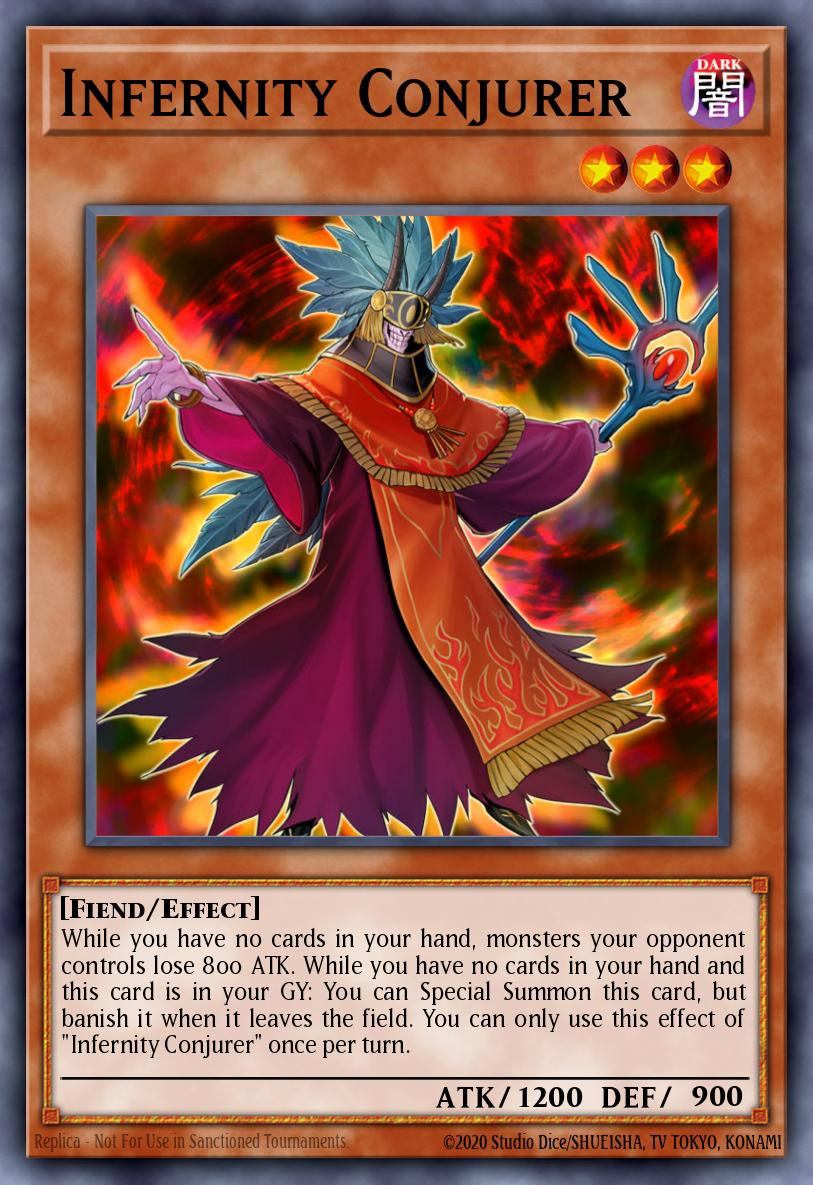 Infernity Conjurer
DARK
闇
[Fiend/Effect]
While you have no cards in your hand, monsters your opponent
controls lose 800 ATK. While you have no cards in your hand and
this card is in your GY: You can Special Summon this card, but
banish it when it leaves the field. You can only use this effect of
"Infernity Conjurer" once per turn.
ATK/1200 DEF/ 900
Replica - Not For Use in Sanctioned Tournaments.
©2020 Studio Dice/SHUEISHA, TV TOKYO, KONAMI